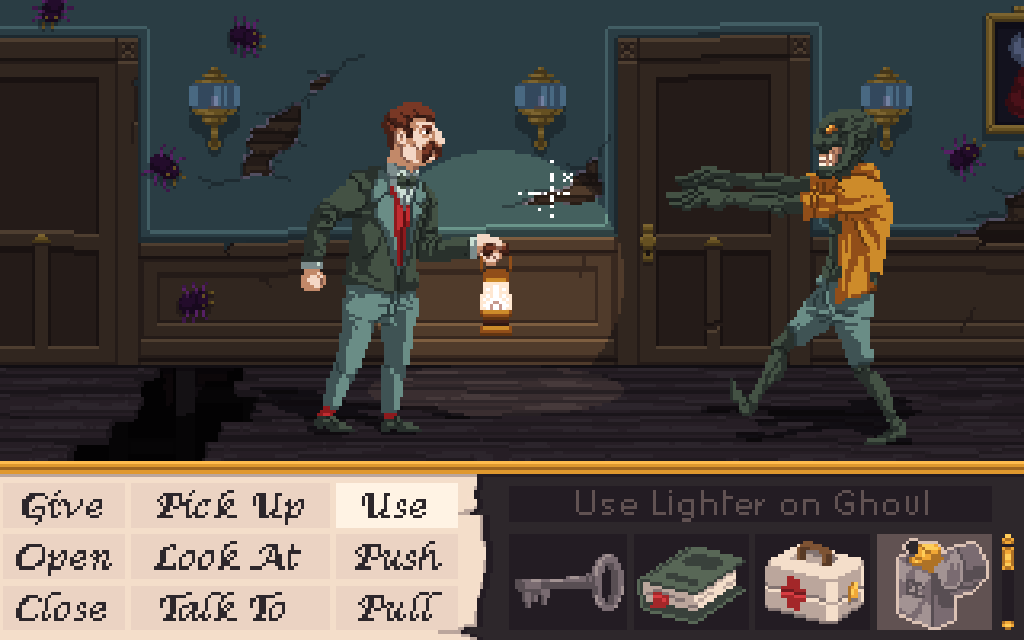 Give Pick Up Use
Use Lighter on Ghoul
Open Look At Push
Close Talk To Pull